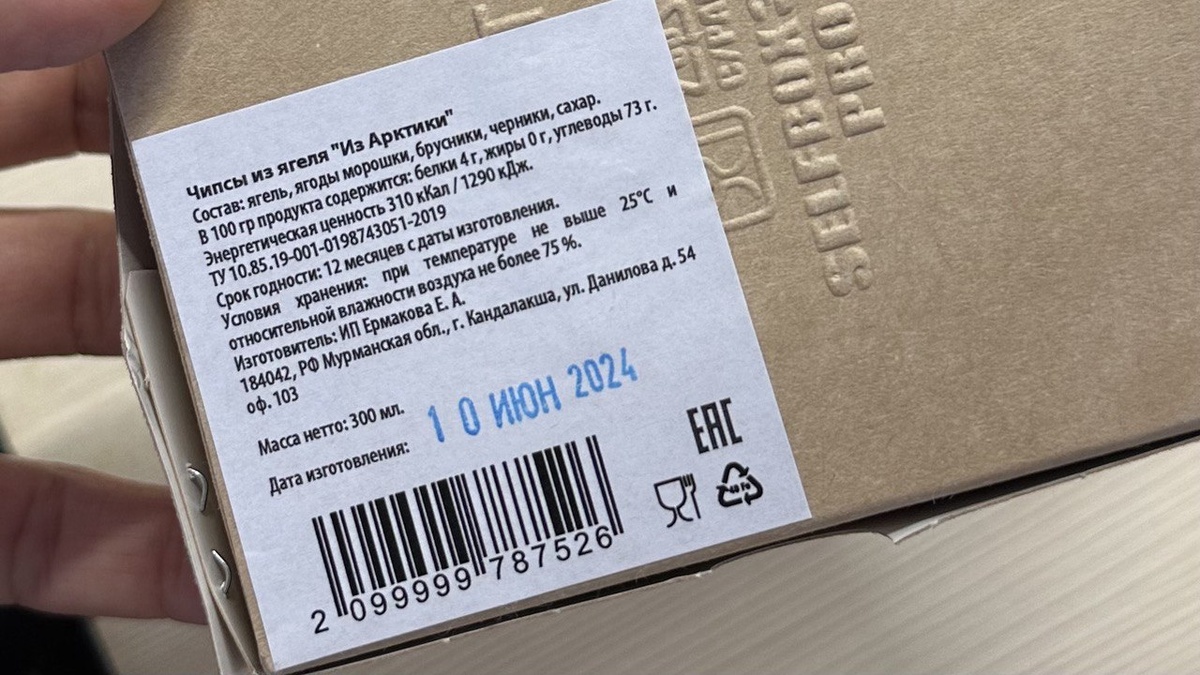 Чипсы из ягеля "Из Арктики"
Состав: ягель, ягоды морошки, брусники, черники, сахар.
В 100 гр продукта содержится: белки 4 г, жиры 0 г, углеводы 73 г.
Энергетическая ценность 310 кКал / 1290 кДж.
ТУ 10.85.19-001-0198743051-2019
Срок годности: 12 месяцев с даты изготовления.
Условия хранения: при температуре не выше 25°С и
относительной влажности воздуха не более 75 %.
Изготовитель: ИП Ермакова Е. А.
184042, РФ Мурманская обл., г. Кандалакша, ул. Данилова д. 54
оф. 103
Масса нетто: 300 мл.
Дата изготовления: 10 ИЮН 2024
EAC
2 099999 787526
SELFBOX
PRO